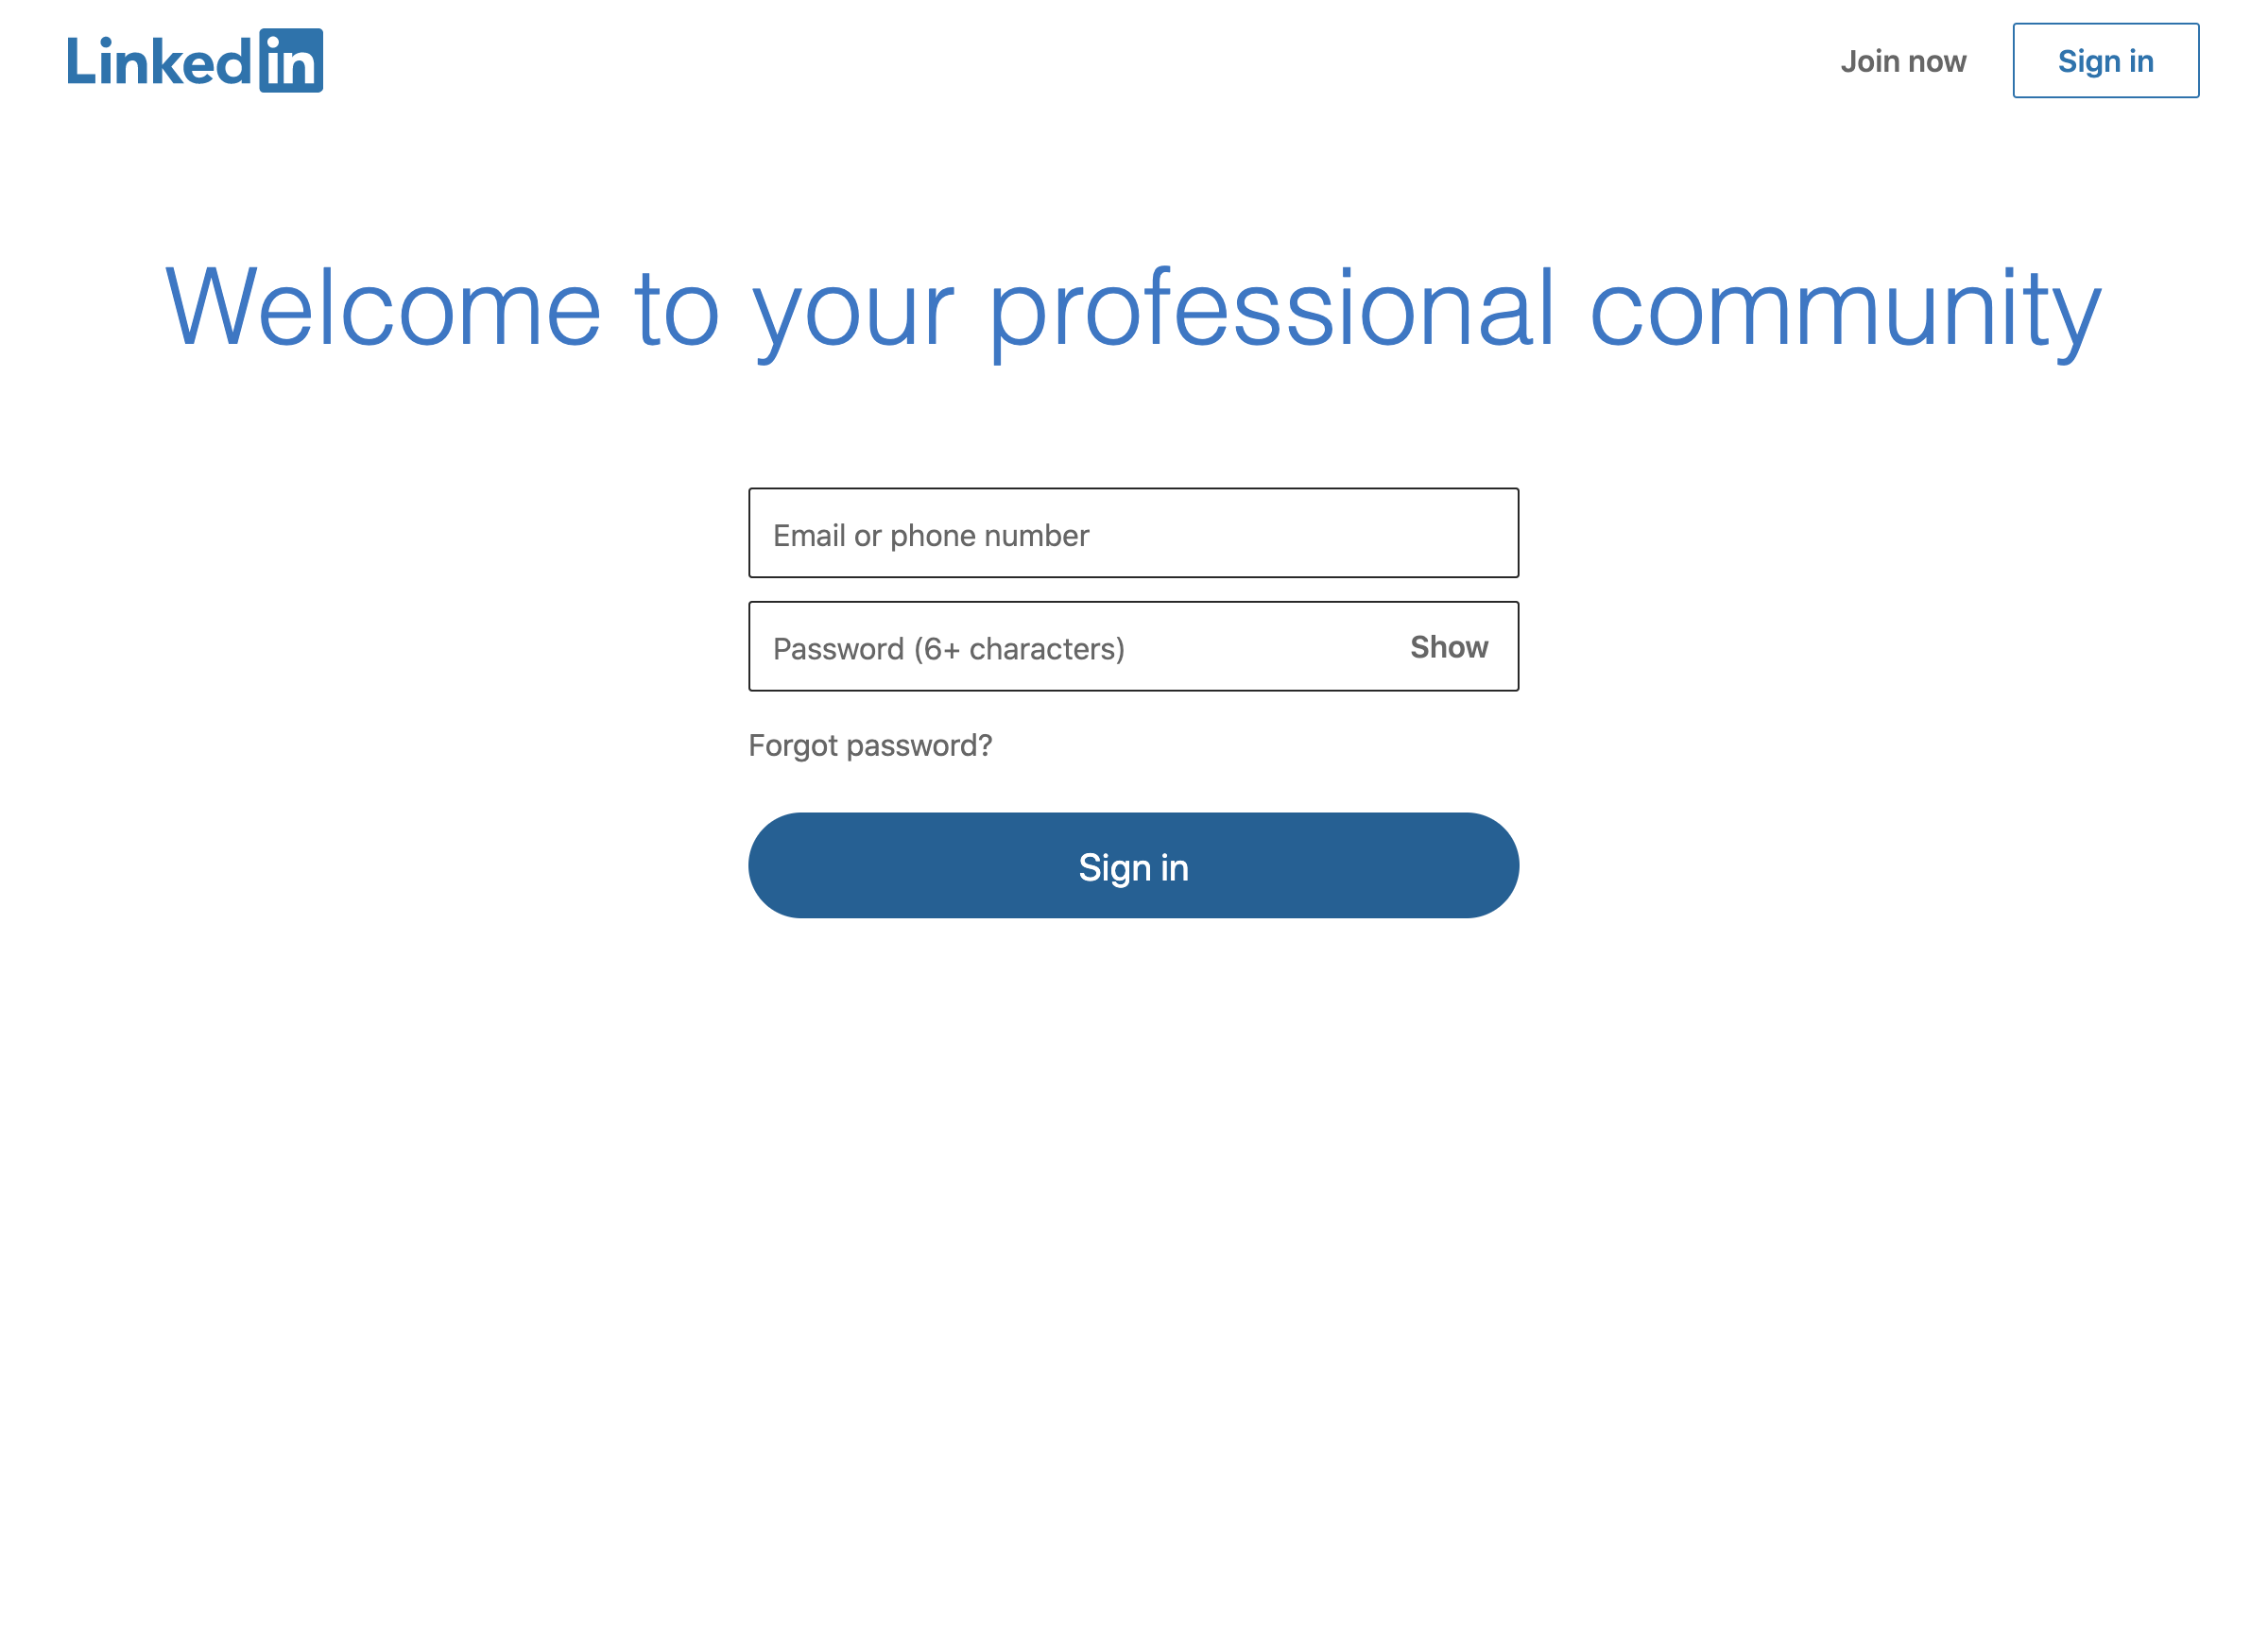 Linkedin
Join now
Sign in
Welcome to your professional community
Email or phone number
Password (6+ characters)
Show
Forgot password?
Sign in